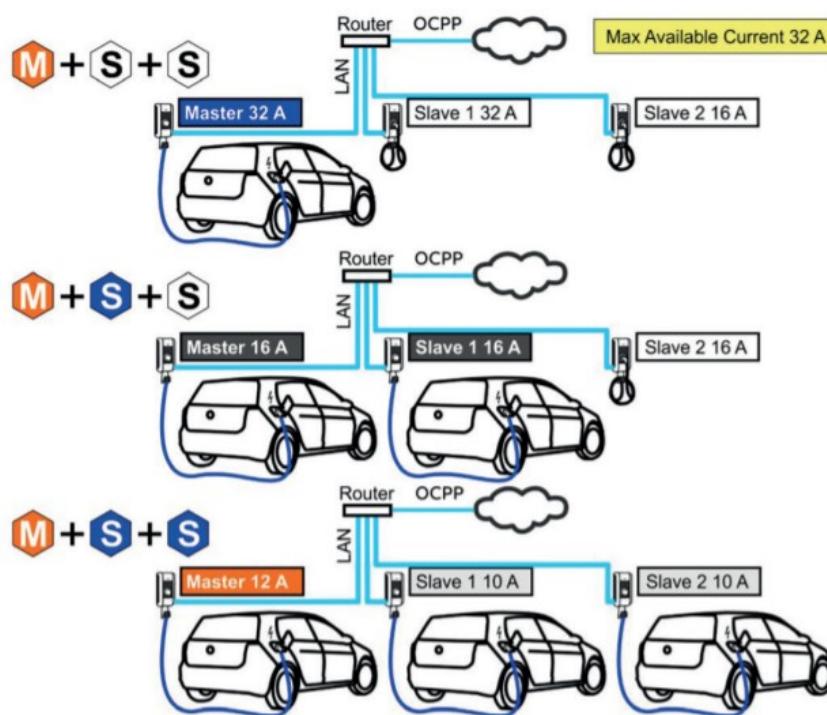 Router OCPP
Max Available Current 32 A
M + S + S
LAN
Master 32 A
Slave 1 32 A
Slave 2 16 A
Router OCPP
M + S + S
LAN
Master 16 A
Slave 1 16 A
Slave 2 16 A
Router OCPP
M + S + S
LAN
Master 12 A
Slave 1 10 A
Slave 2 10 A